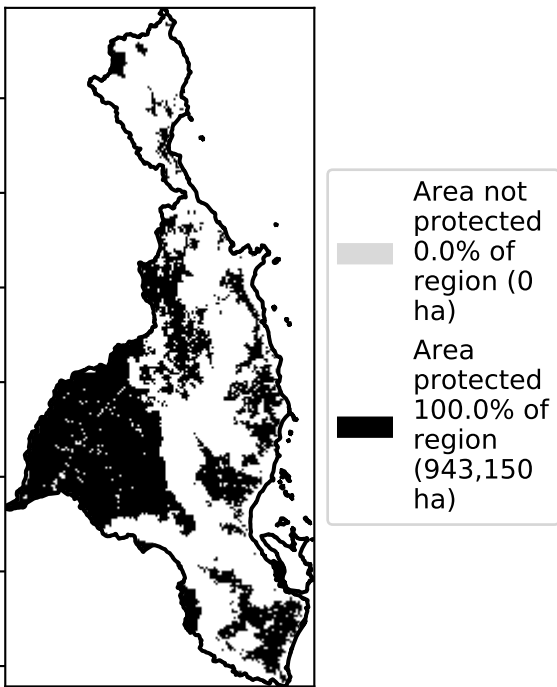 Area not
protected
0.0% of
region (0
ha)
Area
protected
100.0% of
region
(943,150
ha)